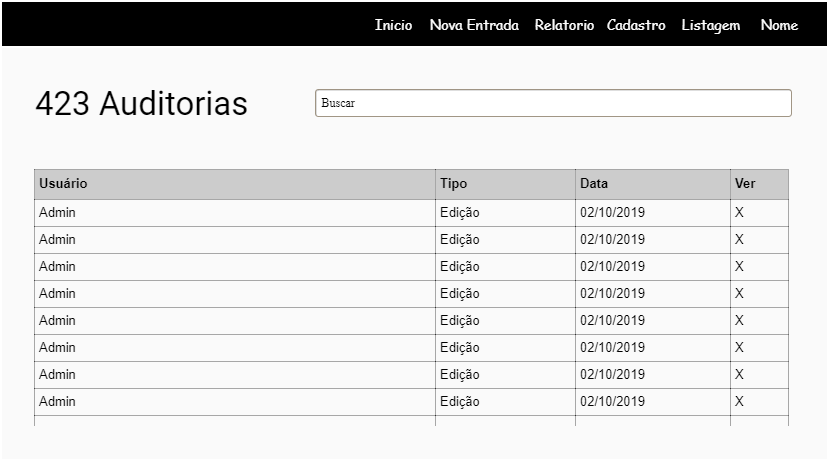 Inicio Nova Entrada Relatorio Cadastro Listagem Nome
423 Auditorias Buscar
Usuário Tipo Data Ver
Admin Edição 02/10/2019 X
Admin Edição 02/10/2019 X
Admin Edição 02/10/2019 X
Admin Edição 02/10/2019 X
Admin Edição 02/10/2019 X
Admin Edição 02/10/2019 X
Admin Edição 02/10/2019 X
Admin Edição 02/10/2019 X